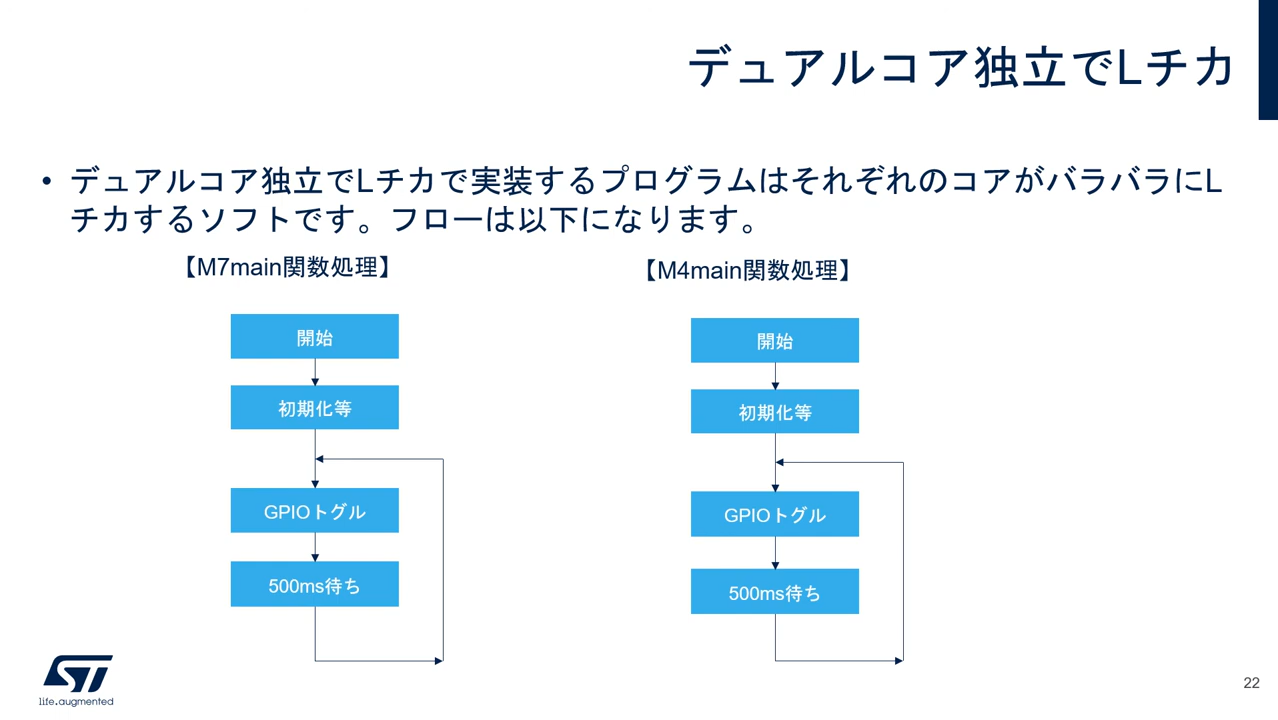 デュアルコア独立でLチカ
• デュアルコア独立でLチカで実装するプログラムはそれぞれのコアがバラバラにL
チカするソフトです。フローは以下になります。
【M7main関数処理】
開始
初期化等
GPIOトグル
500ms待ち
【M4main関数処理】
開始
初期化等
GPIOトグル
500ms待ち
ST
life.augmented
22